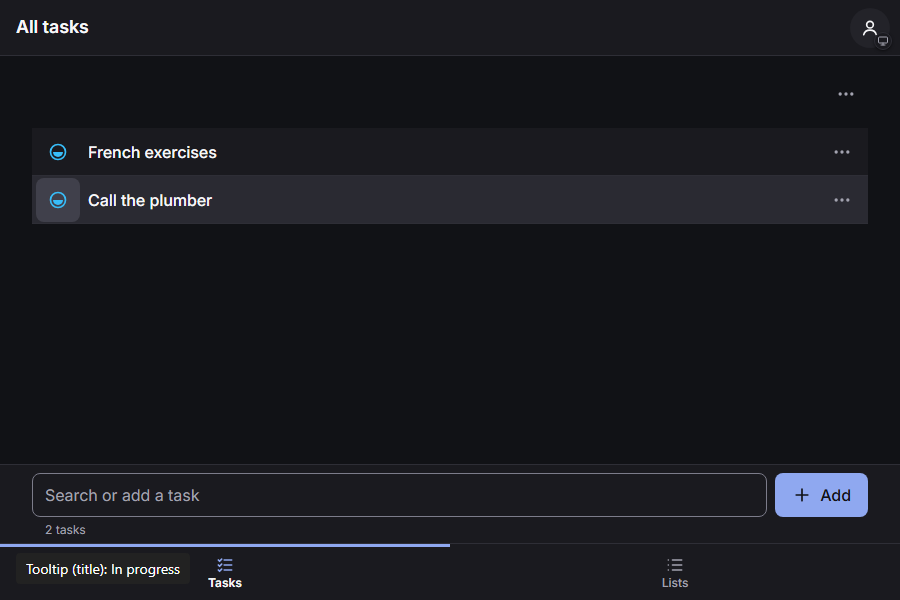 All tasks
French exercises
Call the plumber
Search or add a task
Add
2 tasks
Tooltip (title): In progress
Tasks
Lists